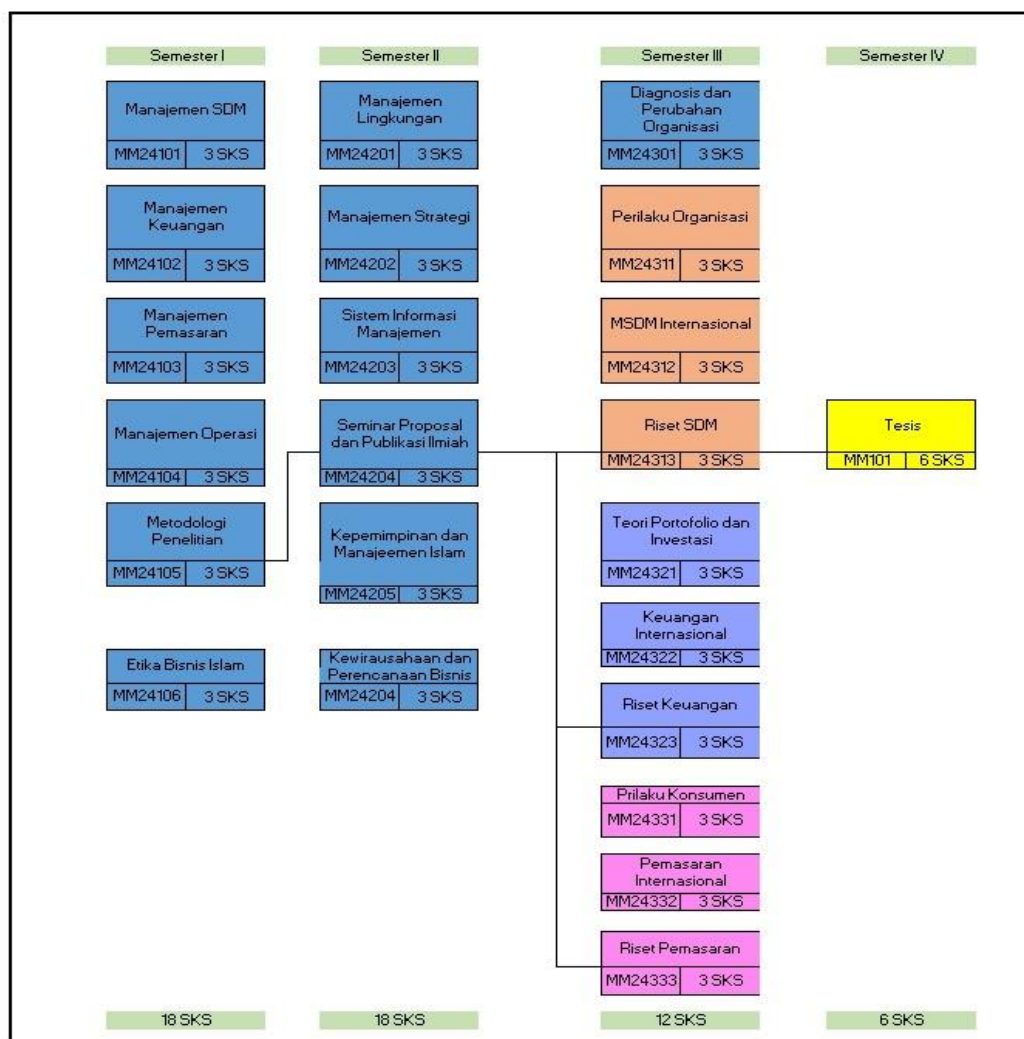 Semester I
Semester II
Semester III
Semester IV
Manajemen SDM
MM24101 3 SKS
Manajemen
Keuangan
MM24102 3 SKS
Manajemen
Pemasaran
MM24103 3 SKS
Manajemen Operasi
MM24104 3 SKS
Metodologi
Penelitian
MM24105 3 SKS
Etika Bisnis Islam
MM24106 3 SKS
18 SKS
Manajemen
Lingkungan
MM24201 3 SKS
Manajemen Strategi
MM24202 3 SKS
Sistem Informasi
Manajemen
MM24203 3 SKS
Seminar Proposal
dan Publikasi Ilmiah
MM24204 3 SKS
Kepemimpinan dan
Manajeemen Islam
MM24205 3 SKS
Kewirausahaan dan
Perencanaan Bisnis
MM24204 3 SKS
18 SKS
Diagnosis dan
Perubahan
Organisasi
MM24301 3 SKS
Perilaku Organisasi
MM24311 3 SKS
MSDM Internasional
MM24312 3 SKS
Riset SDM
MM24313 3 SKS
Teori Portofolio dan
Investasi
MM24321 3 SKS
Keuangan
Internasional
MM24322 3 SKS
Riset Keuangan
MM24323 3 SKS
Prilaku Konsumen
MM24331 3 SKS
Pemasaran
Internasional
MM24332 3 SKS
Riset Pemasaran
MM24333 3 SKS
12 SKS
Tesis
MM101 6 SKS
6 SKS